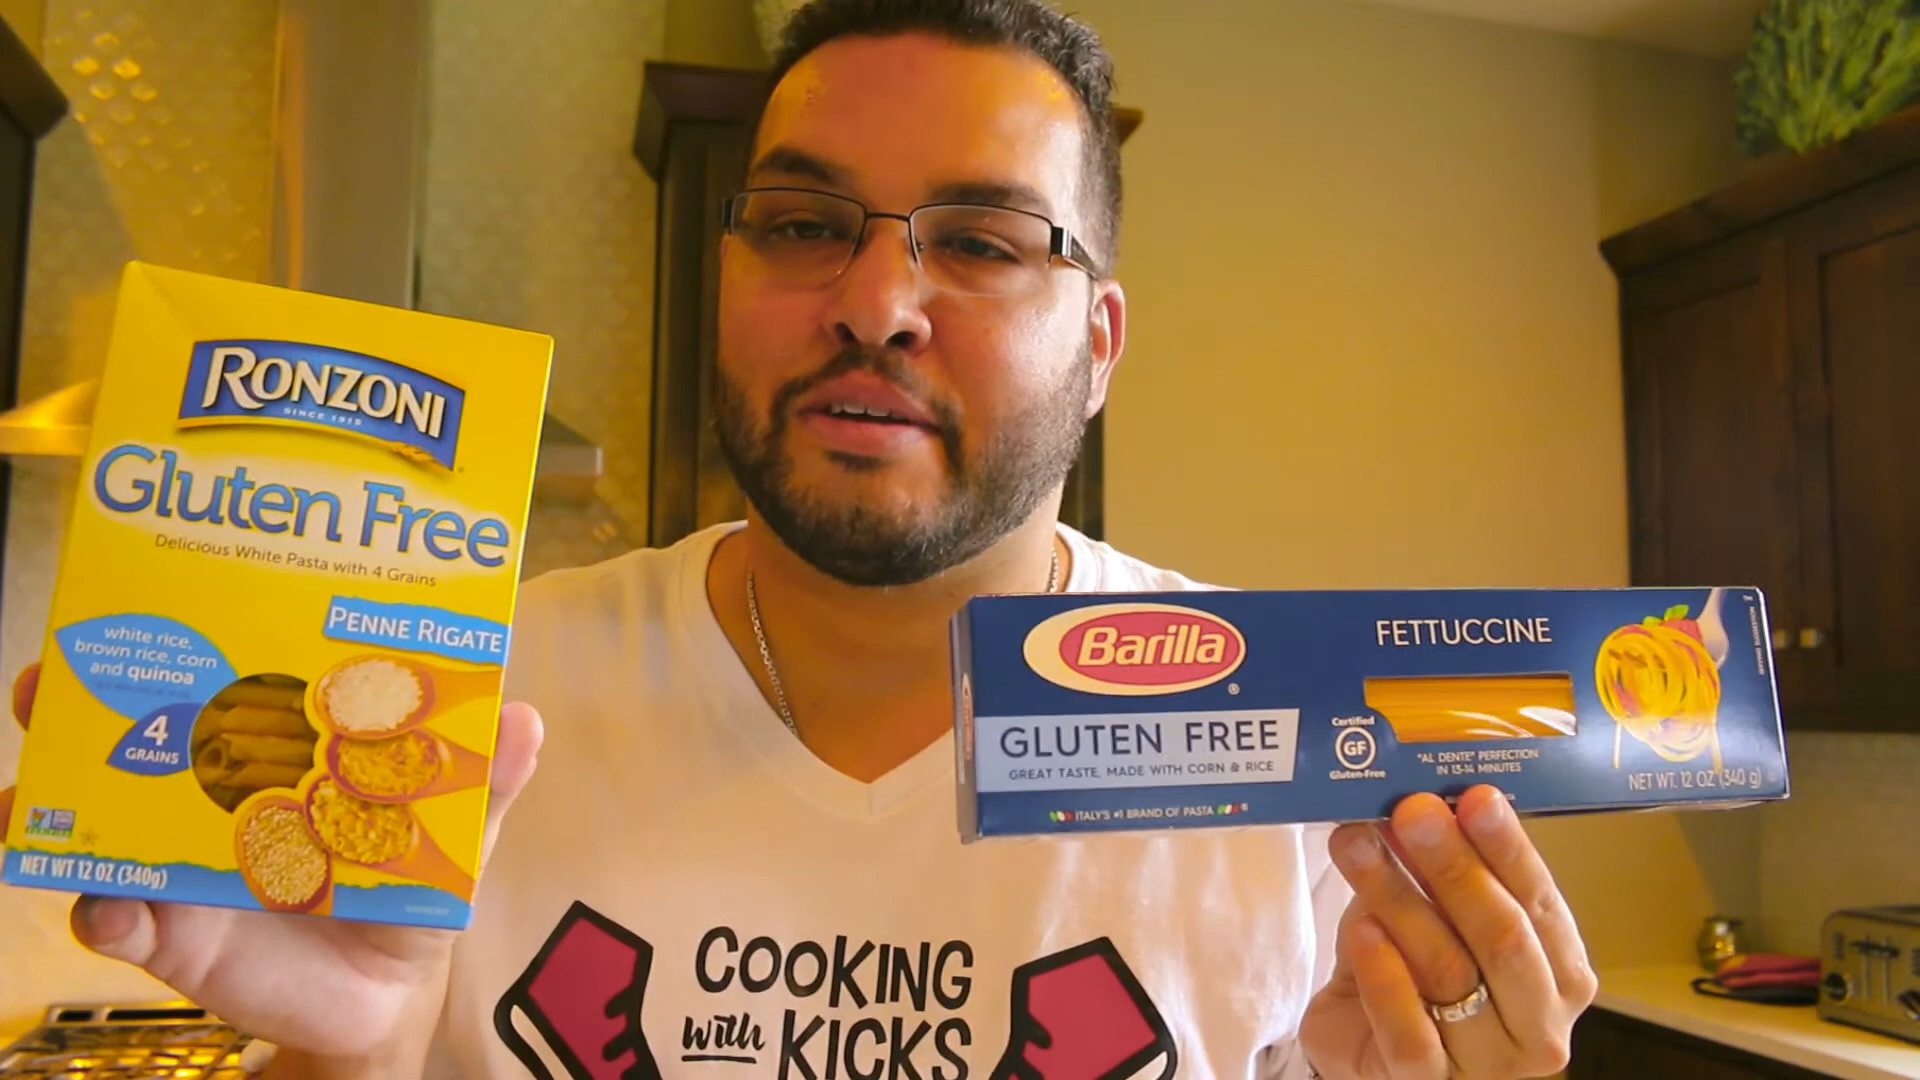 RONZONI
SINCE 1915
Gluten Free
Delicious White Pasta with 4 Grains
PENNE RIGATE
white rice,
brown rice, corn
and quinoa
4
GRAINS
NET WT 12 OZ (340g)
Barilla
®
GLUTEN FREE
GREAT TASTE, MADE WITH CORN & RICE
ITALY'S #1 BRAND OF PASTA
FETTUCCINE
Certified
GF
Gluten-Free
"AL DENTE" PERFECTION
IN 13-14 MINUTES
NET WT. 12 OZ (340 g)
COOKING
with KICKS